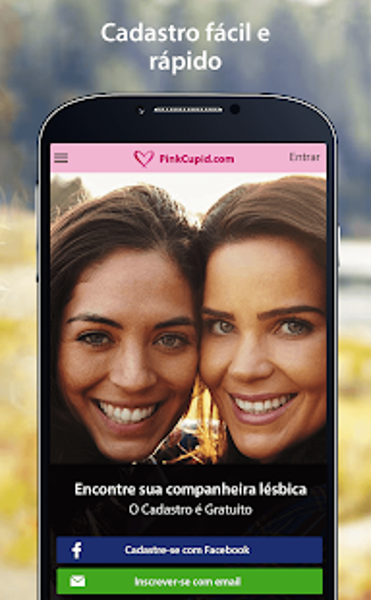 Cadastro fácil e
rápido
PinkCupid.com
Entrar
Encontre sua companheira lésbica
O Cadastro é Gratuito
f
Cadastre-se com Facebook
Inscrever-se com email